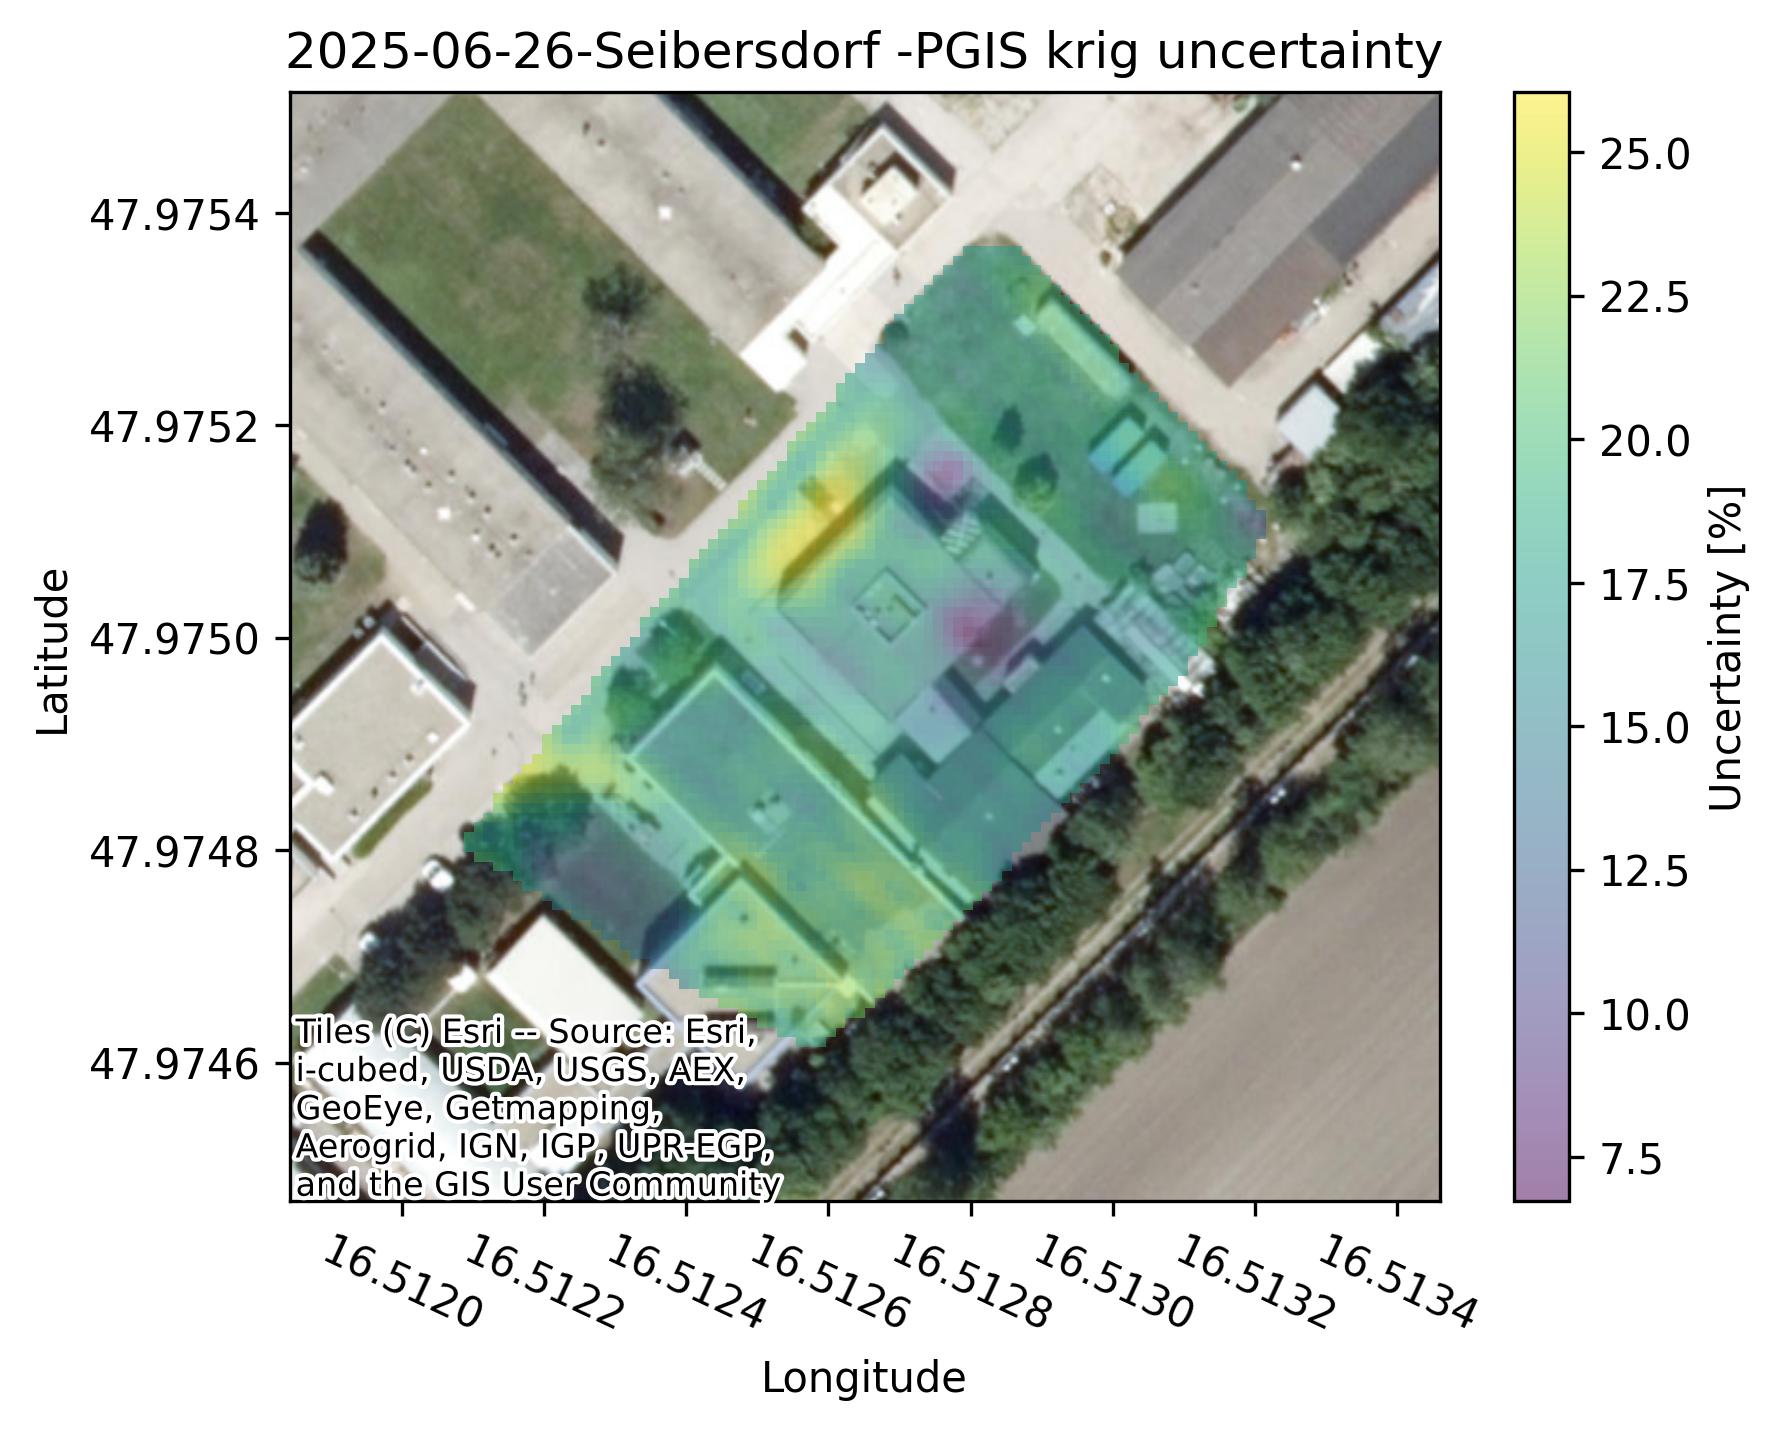 2025-06-26-Seibersdorf -PGIS krig uncertainty
47.9754
47.9752
47.9750
47.9748
47.9746
Latitude
25.0
22.5
20.0
17.5
15.0
12.5
10.0
7.5
Uncertainty [%]
Tiles (C) Esri -- Source: Esri,
i-cubed, USDA, USGS, AEX,
GeoEye, Getmapping,
Aerogrid, IGN, IGP, UPR-EGP,
and the GIS User Community
16.5120
16.5122
16.5124
16.5126
16.5128
16.5130
16.5132
16.5134
Longitude